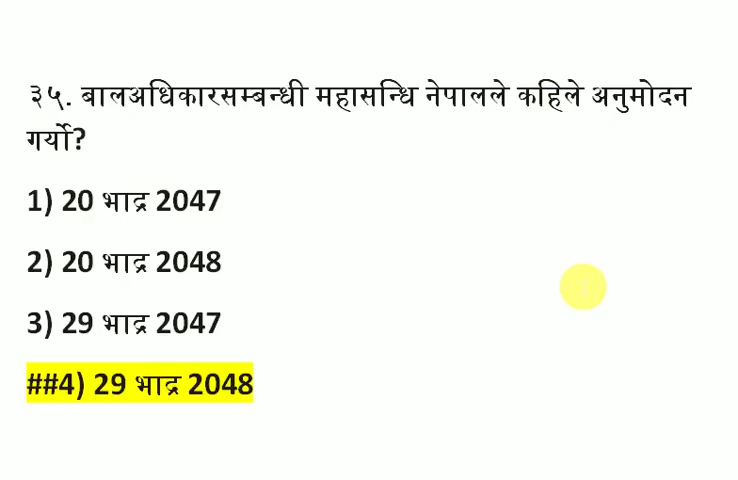 ३५. बालअधिकारसम्बन्धी महासन्धि नेपालले कहिले अनुमोदन
गर्यो?
1) 20 भाद्र 2047
2) 20 भाद्र 2048
3) 29 भाद्र 2047
##4) 29 भाद्र 2048